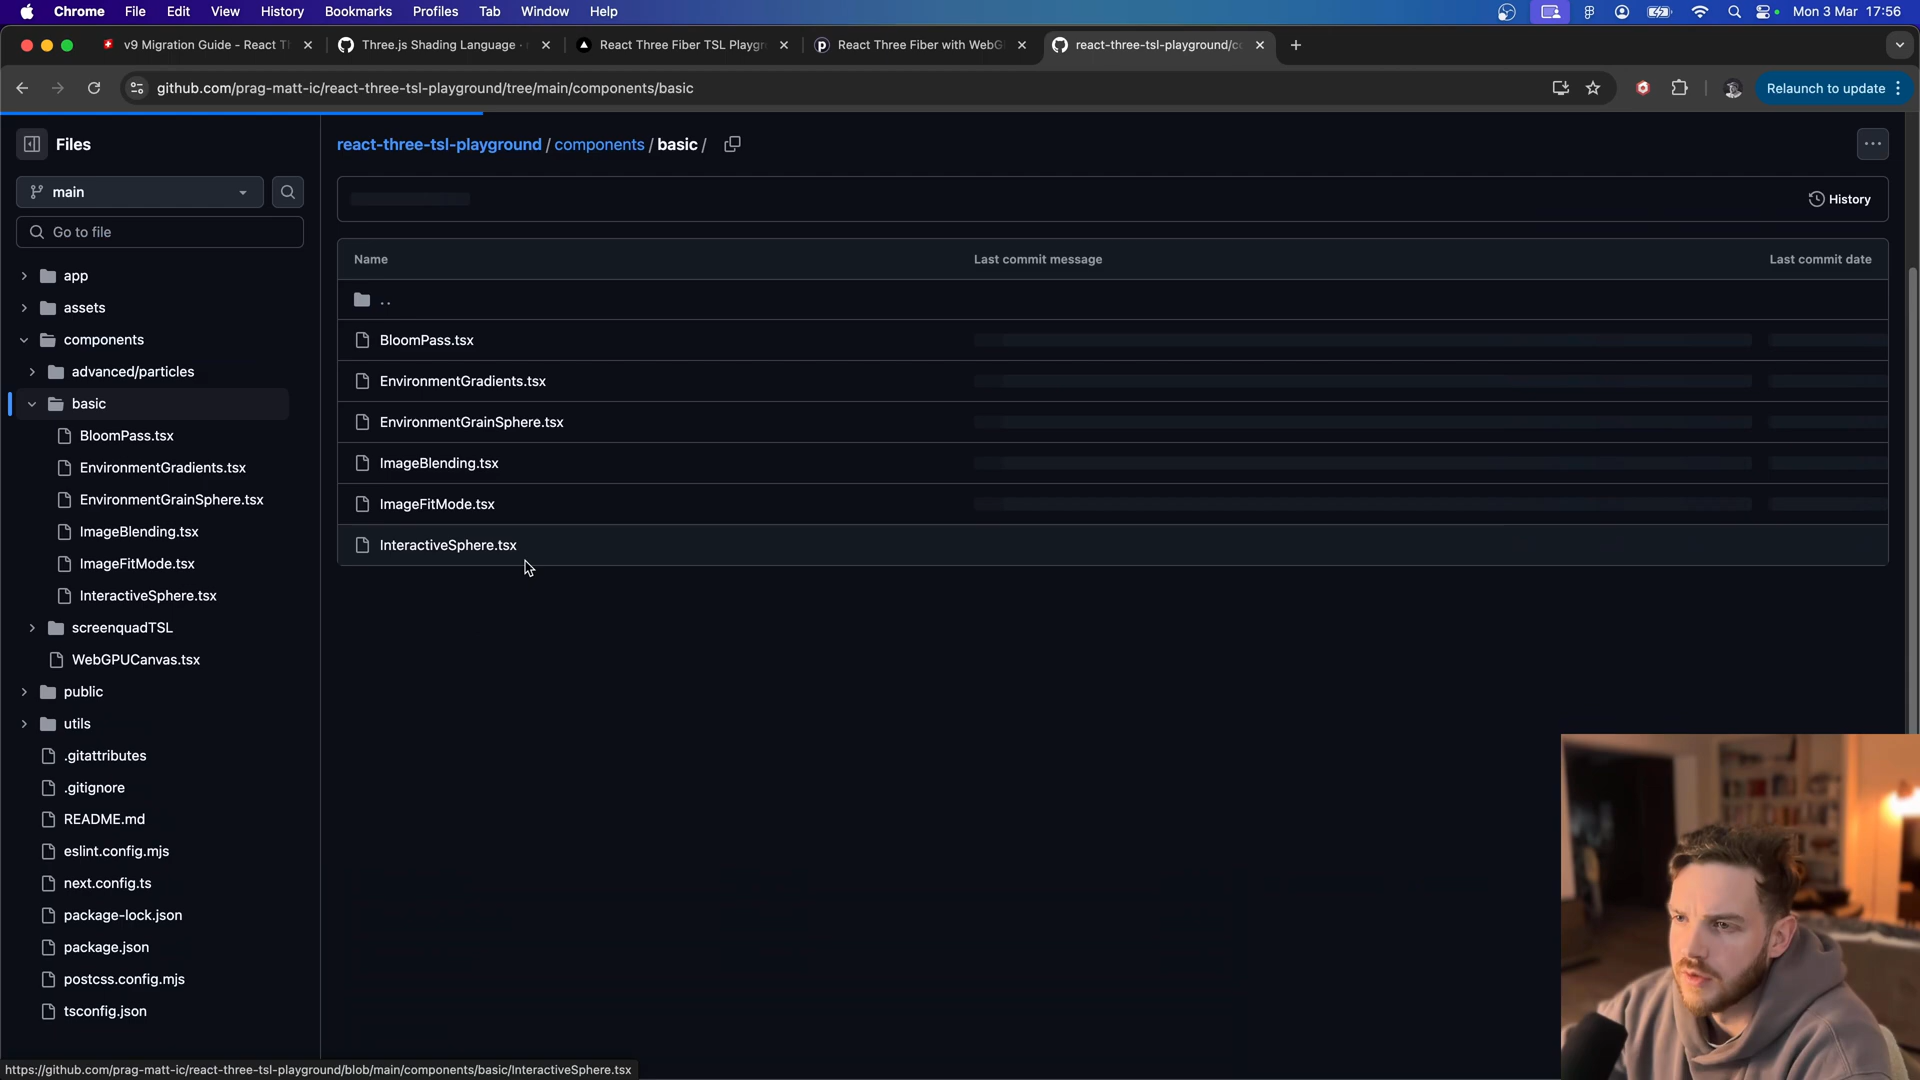 Chrome File Edit View History Bookmarks Profiles Tab Window Help Mon 3 Mar 17:56
v9 Migration Guide - React T
Three.js Shading Language ·
React Three Fiber TSL Playgr
React Three Fiber with WebG
react-three-tsl-playground/c
github.com/prag-matt-ic/react-three-tsl-playground/tree/main/components/basic
Relaunch to update
Files
main
Go to file
app
assets
components
advanced/particles
basic
BloomPass.tsx
EnvironmentGradients.tsx
EnvironmentGrainSphere.tsx
ImageBlending.tsx
ImageFitMode.tsx
InteractiveSphere.tsx
screenquadTSL
WebGPUCanvas.tsx
public
utils
.gitattributes
.gitignore
README.md
eslint.config.mjs
next.config.ts
package-lock.json
package.json
postcss.config.mjs
tsconfig.json
react-three-tsl-playground / components / basic /
History
Name Last commit message Last commit date
..
BloomPass.tsx
EnvironmentGradients.tsx
EnvironmentGrainSphere.tsx
ImageBlending.tsx
ImageFitMode.tsx
InteractiveSphere.tsx
https://github.com/prag-matt-ic/react-three-tsl-playground/blob/main/components/basic/InteractiveSphere.tsx